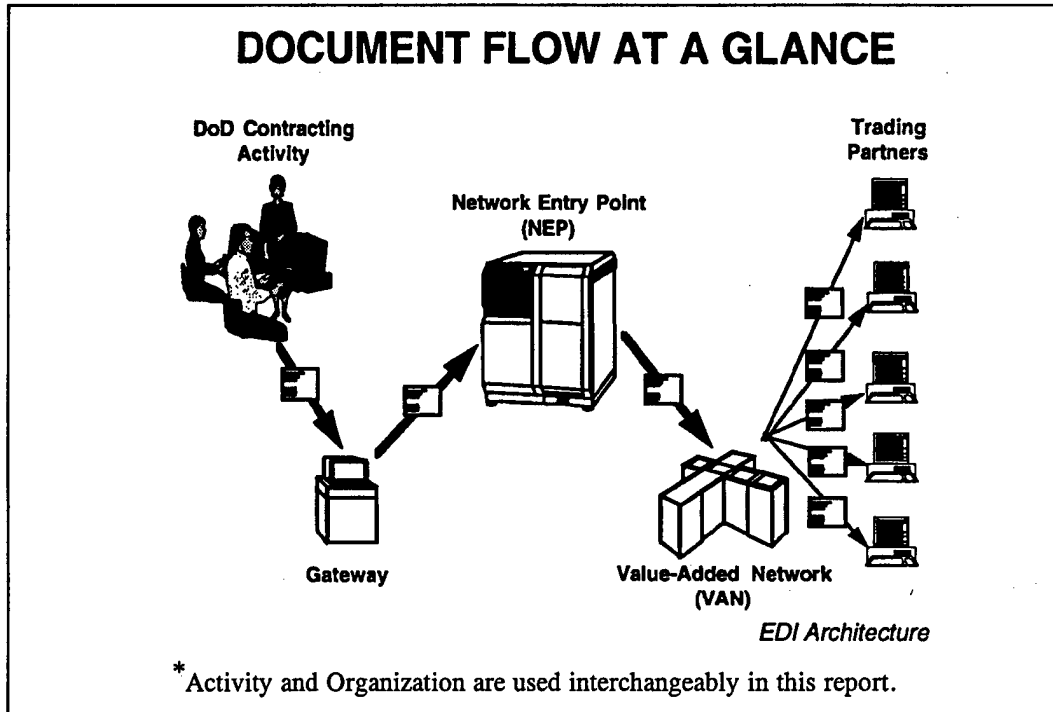 DOCUMENT FLOW AT A GLANCE
DoD Contracting
Activity
Trading
Partners
Network Entry Point
(NEP)
Gateway
Value-Added Network
(VAN)
EDI Architecture
*Activity and Organization are used interchangeably in this report.